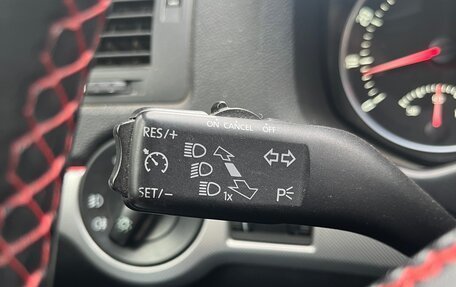 ON CANCEL OFF
RES/+
SET/-
1x
P